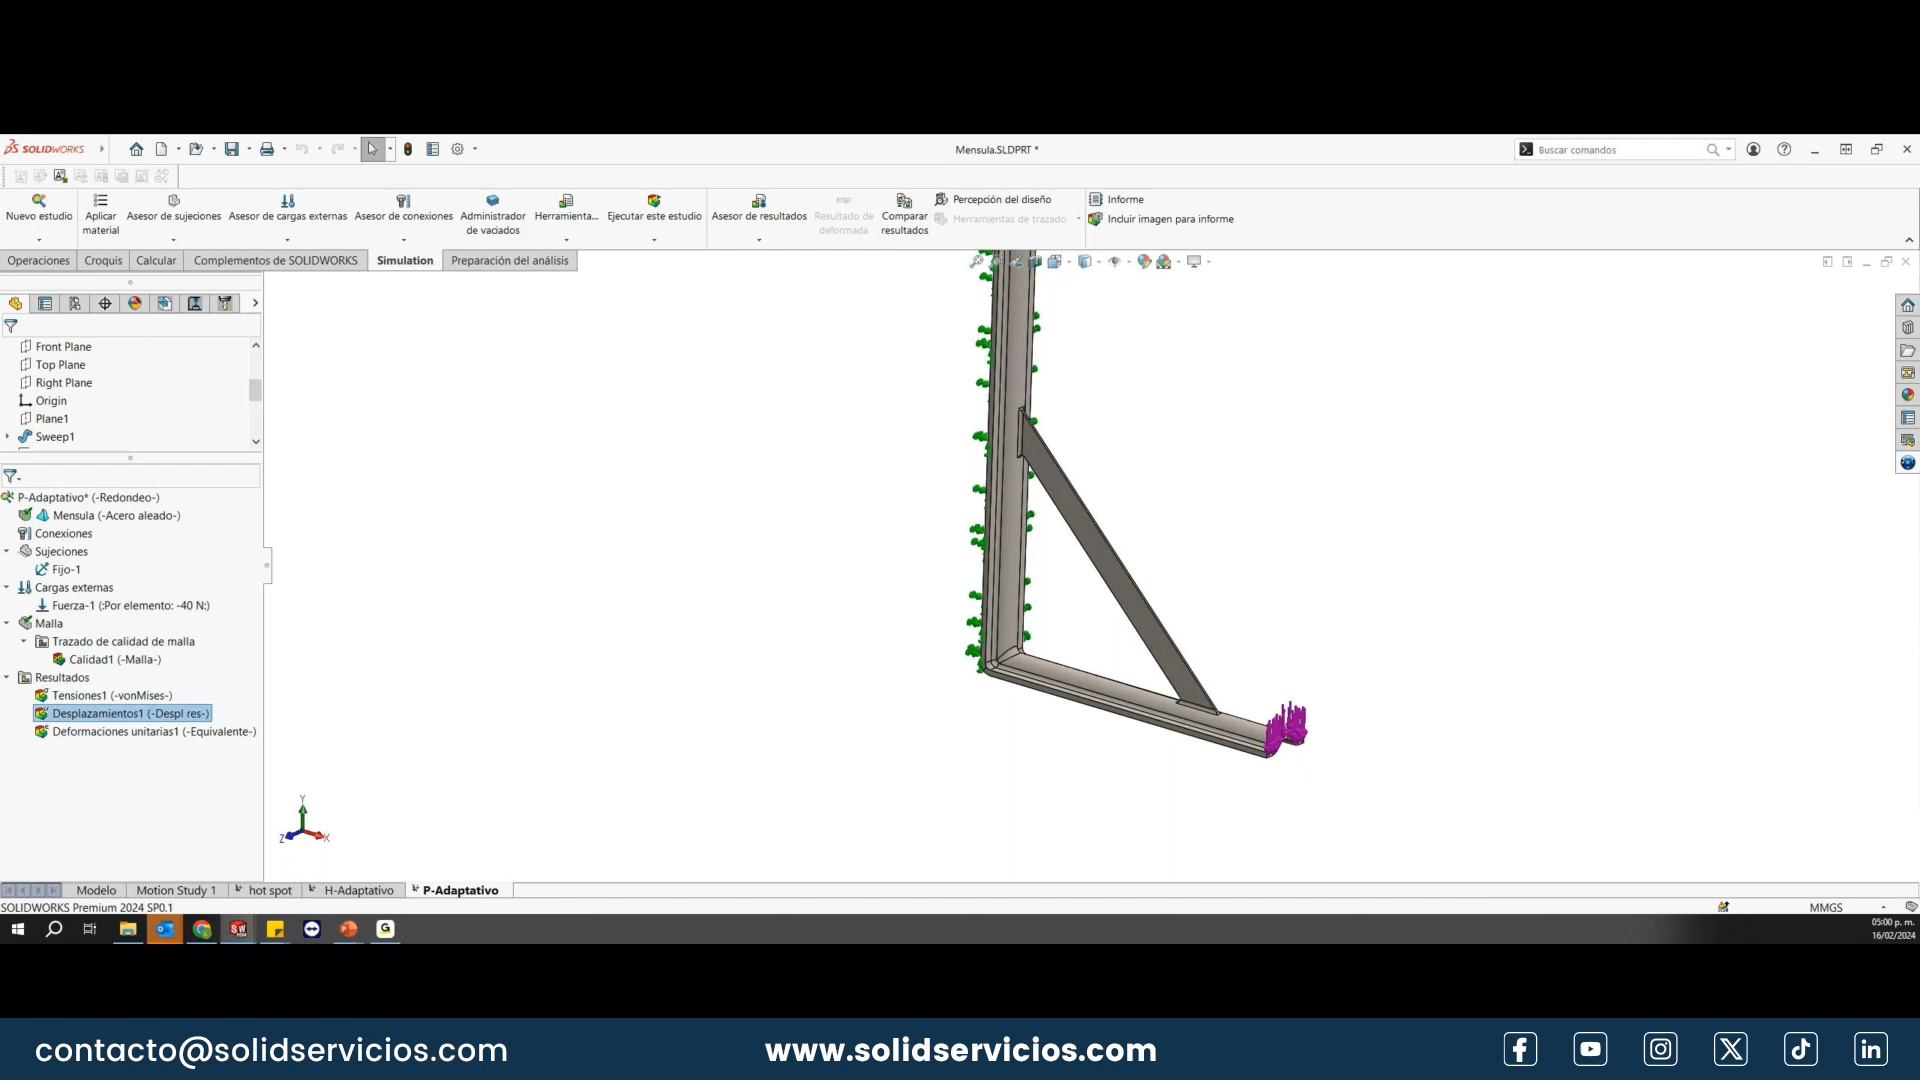 SOLIDWORKS
Mensula.SLDPRT *
Buscar comandos
Nuevo estudio
Aplicar
material
Asesor de sujeciones
Asesor de cargas externas
Asesor de conexiones
Administrador
de vaciados
Herramienta...
Ejecutar este estudio
Asesor de resultados
Resultado de
deformada
Comparar
resultados
Percepción del diseño
Herramientas de trazado
Informe
Incluir imagen para informe
Operaciones
Croquis
Calcular
Complementos de SOLIDWORKS
Simulation
Preparación del análisis
Front Plane
Top Plane
Right Plane
Origin
Plane1
Sweep1
P-Adaptativo* (-Redondeo-)
Mensula (-Acero aleado-)
Conexiones
Sujeciones
Fijo-1
Cargas externas
Fuerza-1 (:Por elemento: -40 N:)
Malla
Trazado de calidad de malla
Calidad1 (-Malla-)
Resultados
Tensiones1 (-vonMises-)
Desplazamientos1 (-Despl res-)
Deformaciones unitarias1 (-Equivalente-)
Y
Z
X
Modelo
Motion Study 1
hot spot
H-Adaptativo
P-Adaptativo
SOLIDWORKS Premium 2024 SP0.1
MMGS
05:00 p. m.
16/02/2024
contacto@solidservicios.com
www.solidservicios.com